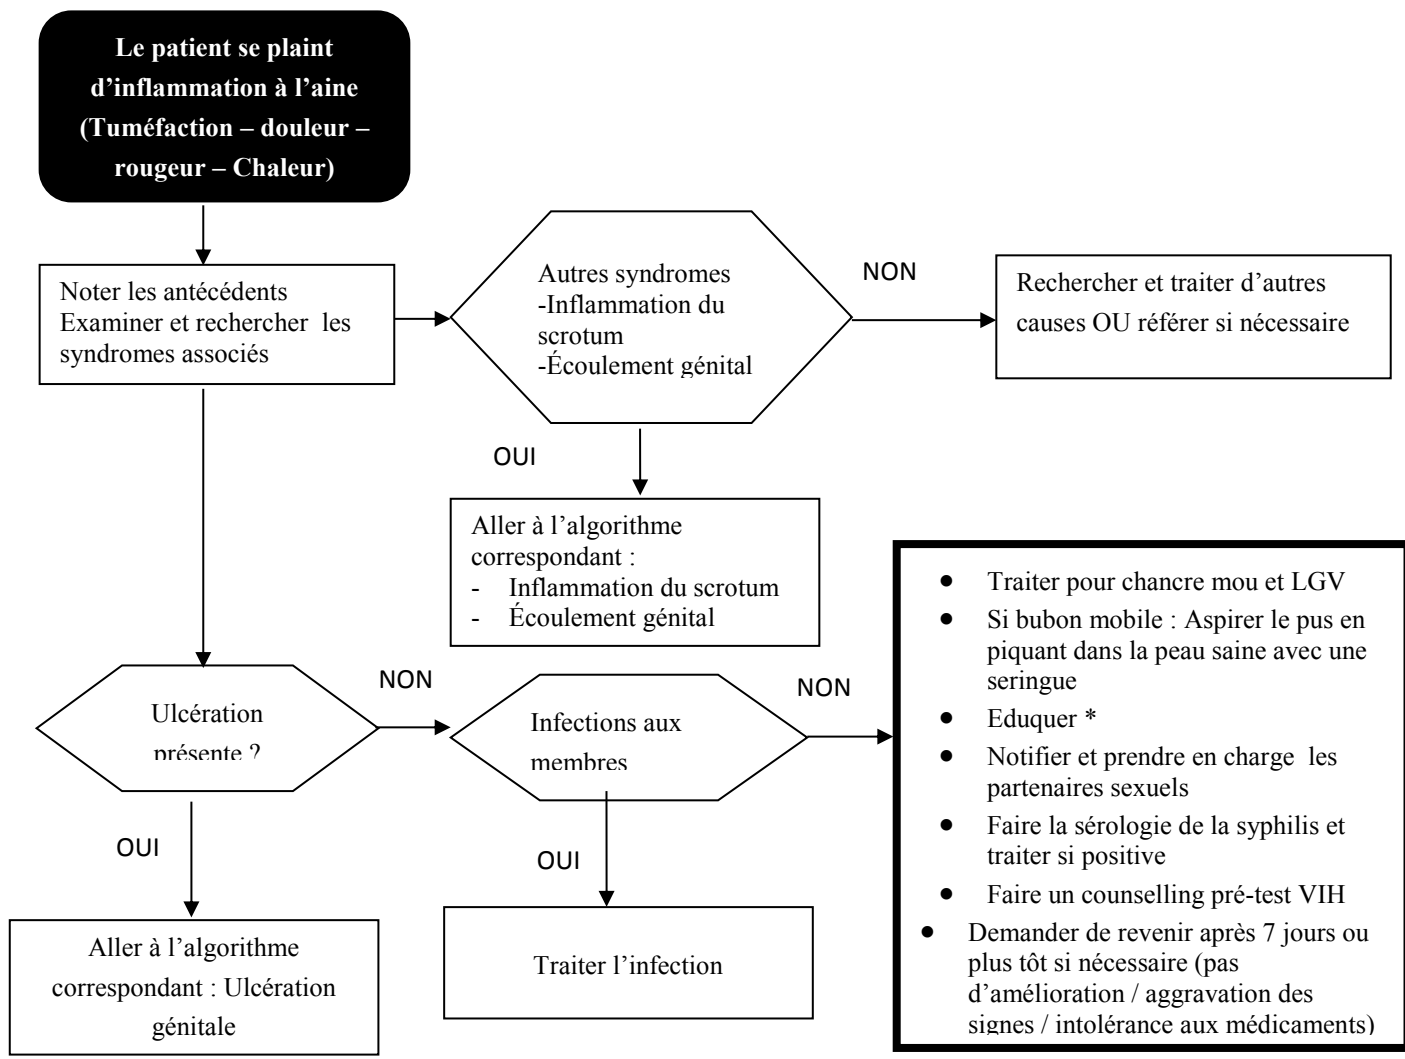 Le patient se plaint
d’inflammation à l’aine
(Tuméfaction – douleur –
rougeur – Chaleur)
Noter les antécédents
Examiner et rechercher les
syndromes associés
Autres syndromes
-Inflammation du
scrotum
-Écoulement génital
NON
Rechercher et traiter d’autres
causes OU référer si nécessaire
OUI
Aller à l’algorithme
correspondant :
- Inflammation du scrotum
- Écoulement génital
Ulcération
présente ?
NON
Infections aux
membres
NON
OUI
Aller à l’algorithme
correspondant : Ulcération
génitale
OUI
Traiter l’infection
• Traiter pour chancre mou et LGV
• Si bubon mobile : Aspirer le pus en
piquant dans la peau saine avec une
seringue
• Eduquer *
• Notifier et prendre en charge les
partenaires sexuels
• Faire la sérologie de la syphilis et
traiter si positive
• Faire un counselling pré-test VIH
• Demander de revenir après 7 jours ou
plus tôt si nécessaire (pas
d’amélioration / aggravation des
signes / intolérance aux médicaments)